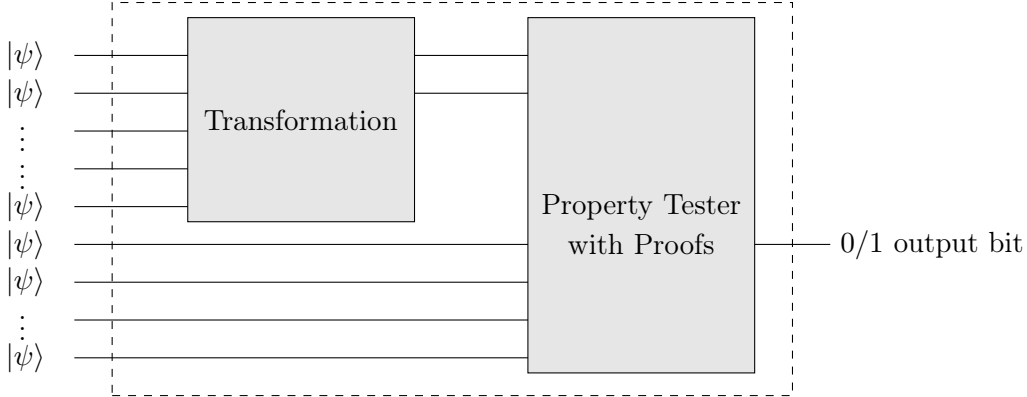 |ψ⟩
|ψ⟩
⋮
⋮
|ψ⟩
|ψ⟩
|ψ⟩
⋮
|ψ⟩
Transformation
Property Tester
with Proofs
0/1 output bit